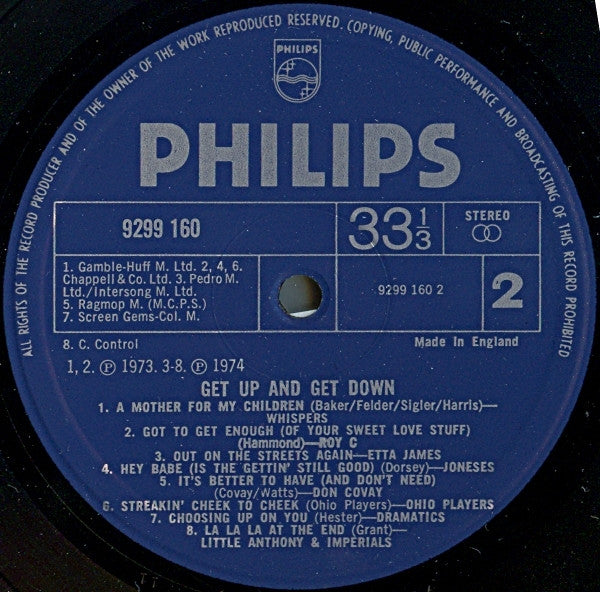 ALL RIGHTS OF THE RECORD PRODUCER AND OF THE OWNER OF THE WORK REPRODUCED RESERVED. COPYING, PUBLIC PERFORMANCE AND BROADCASTING OF THIS RECORD PROHIBITED
PHILIPS
PHILIPS
9299 160
33 1/3
STEREO
1. Gamble-Huff M. Ltd. 2, 4, 6.
Chappell & Co. Ltd. 3. Pedro M.
Ltd./Intersong M. Ltd.
5. Ragmop M. (M.C.P.S.)
7. Screen Gems-Col. M.
9299 160 2
2
8. C. Control
Made In England
1, 2. ℗ 1973. 3-8. ℗ 1974
GET UP AND GET DOWN
1. A MOTHER FOR MY CHILDREN (Baker/Felder/Sigler/Harris)—
WHISPERS
2. GOT TO GET ENOUGH (OF YOUR SWEET LOVE STUFF)
(Hammond)—ROY C
3. OUT ON THE STREETS AGAIN—ETTA JAMES
4. HEY BABE (IS THE GETTIN' STILL GOOD) (Dorsey)—JONESES
5. IT'S BETTER TO HAVE (AND DON'T NEED)
(Covay/Watts)—DON COVAY
6. STREAKIN' CHEEK TO CHEEK (Ohio Players)—OHIO PLAYERS
7. CHOOSING UP ON YOU (Hester)—DRAMATICS
8. LA LA LA AT THE END (Grant)—
LITTLE ANTHONY & IMPERIALS